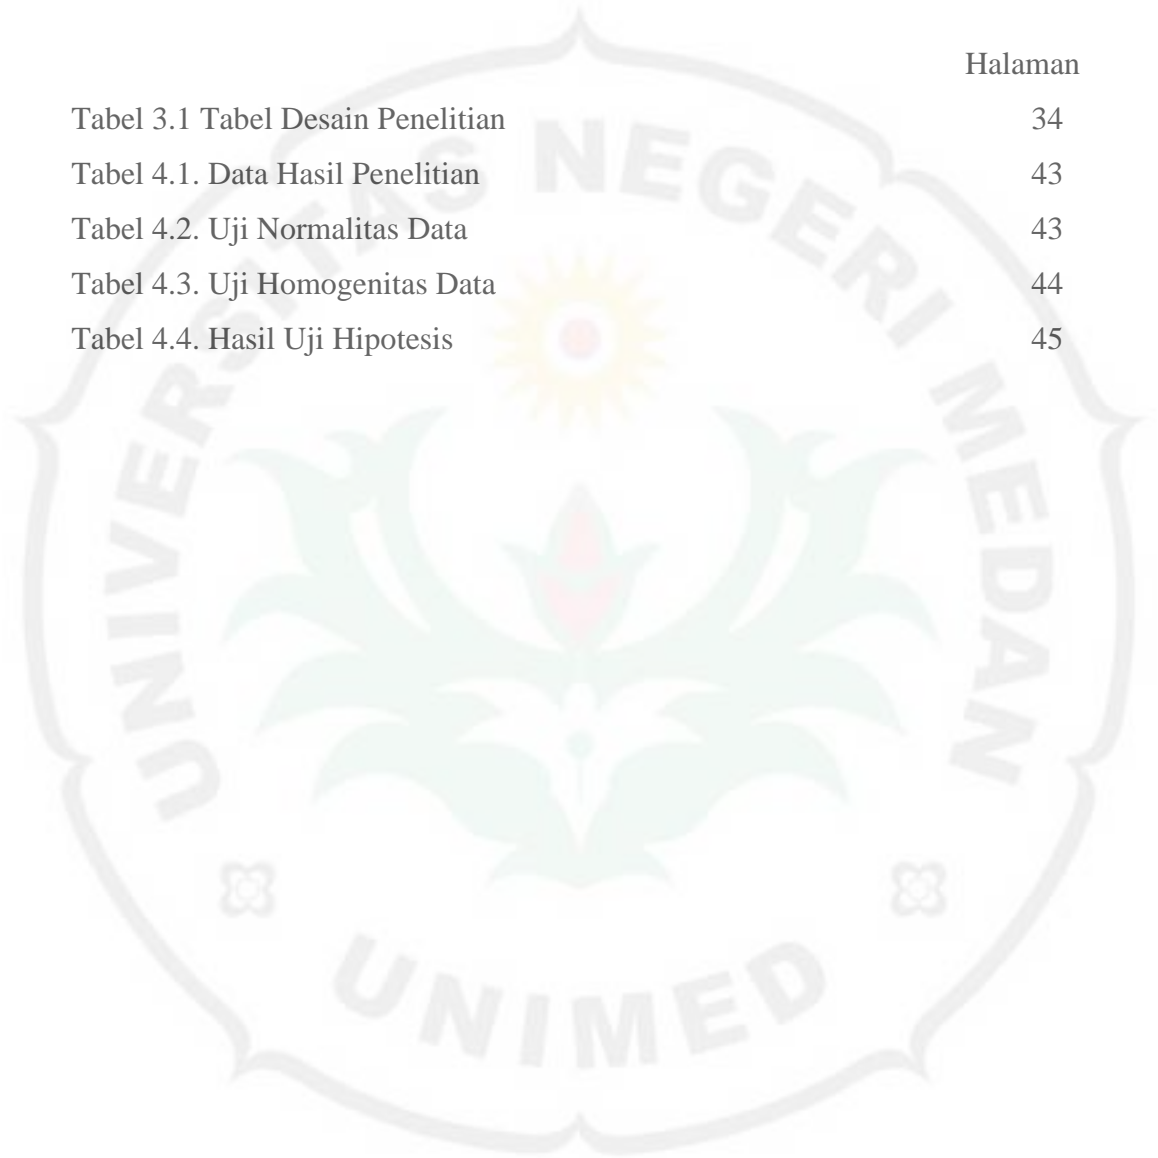 Halaman
Tabel 3.1 Tabel Desain Penelitian 34
Tabel 4.1. Data Hasil Penelitian 43
Tabel 4.2. Uji Normalitas Data 43
Tabel 4.3. Uji Homogenitas Data 44
Tabel 4.4. Hasil Uji Hipotesis 45
UNIVERSITAS NEGERI MEDAN
UNIMED